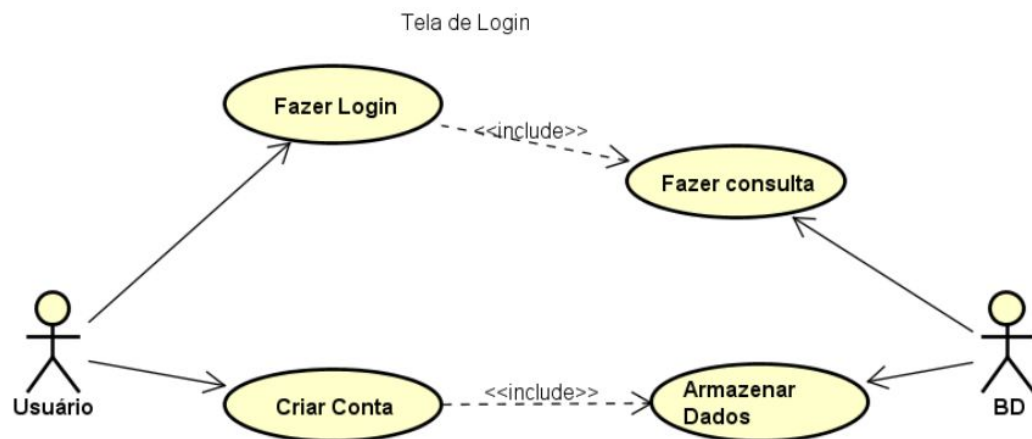 Tela de Login
Fazer Login
<<include>>
Fazer consulta
Usuário
Criar Conta
<<include>>
Armazenar
Dados
BD